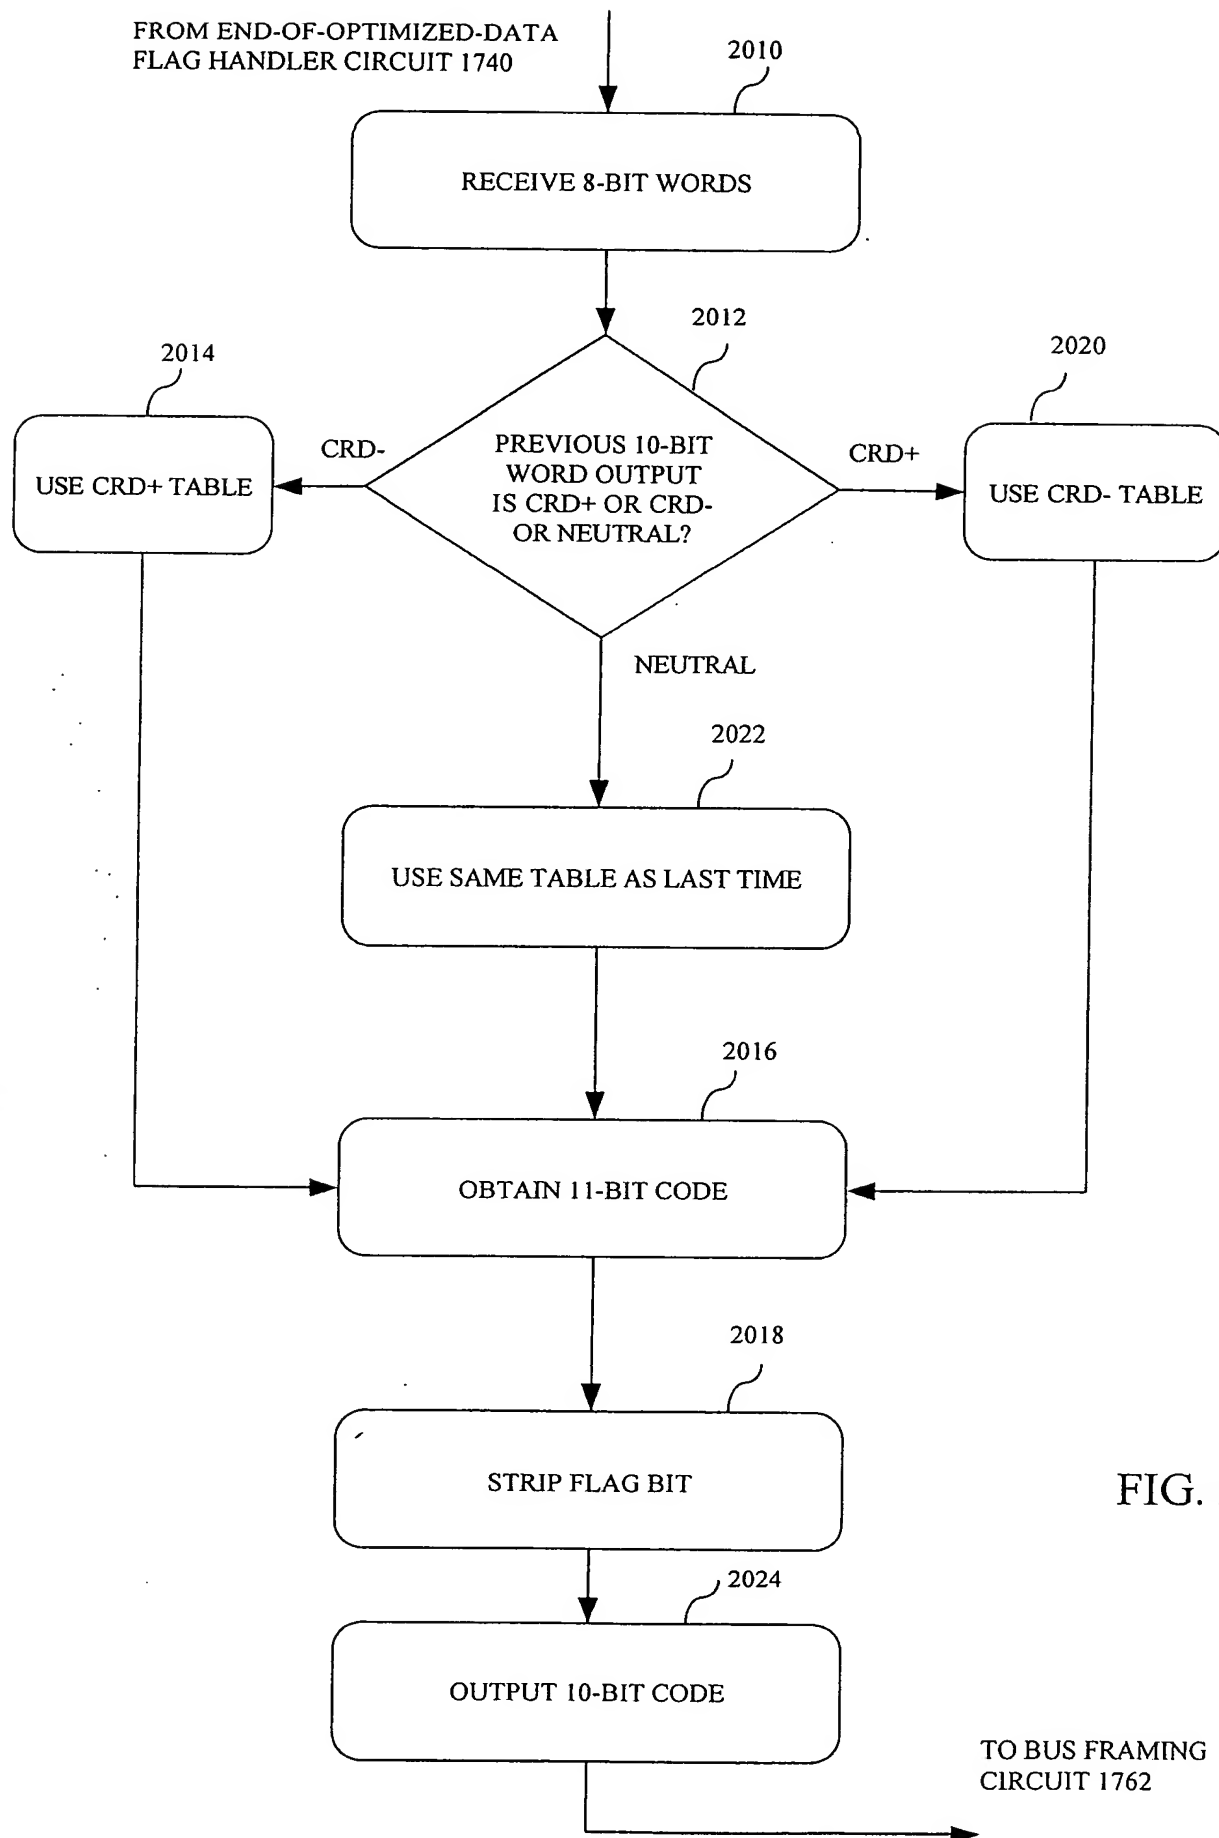 FROM END-OF-OPTIMIZED-DATA
FLAG HANDLER CIRCUIT 1740
2010
RECEIVE 8-BIT WORDS
2012
2014
2020
CRD-
CRD+
USE CRD+ TABLE
PREVIOUS 10-BIT
WORD OUTPUT
IS CRD+ OR CRD-
OR NEUTRAL?
USE CRD- TABLE
NEUTRAL
2022
USE SAME TABLE AS LAST TIME
2016
OBTAIN 11-BIT CODE
2018
STRIP FLAG BIT
FIG.
2024
OUTPUT 10-BIT CODE
TO BUS FRAMING
CIRCUIT 1762